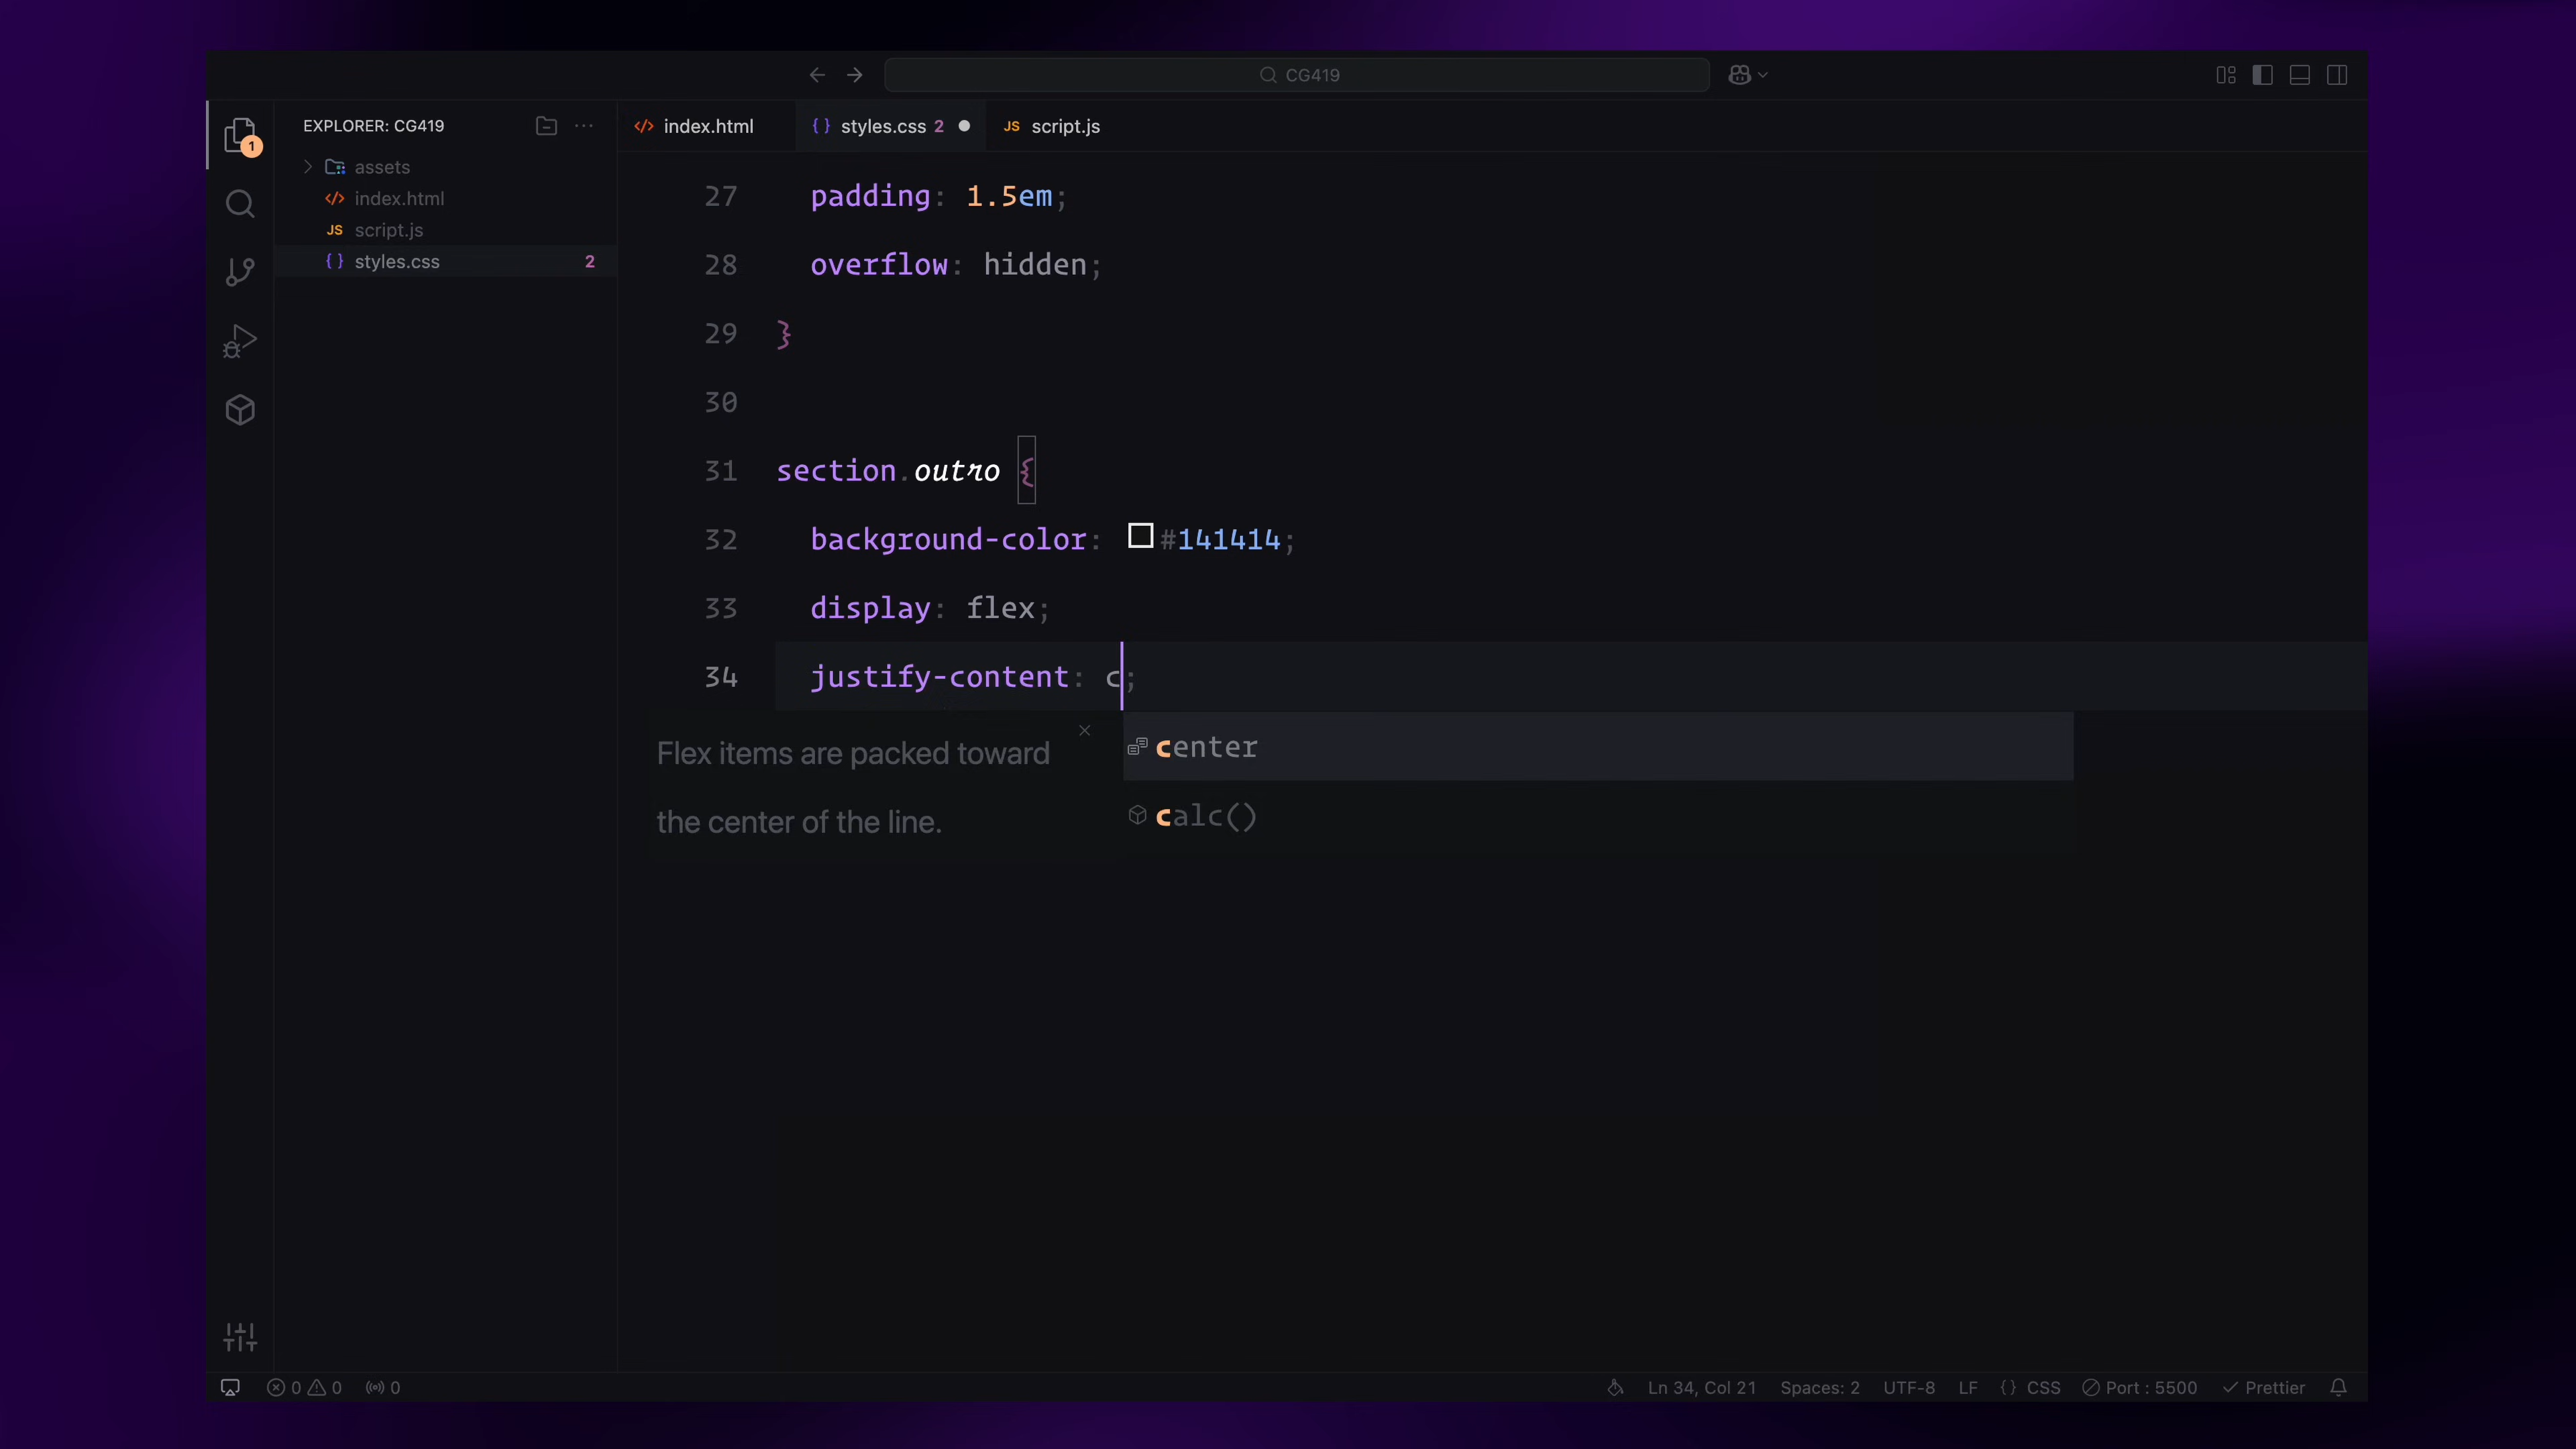 CG419
EXPLORER: CG419
1
assets
index.html
JS script.js
styles.css 2
index.html
styles.css 2
JS script.js
27 padding: 1.5em;
28 overflow: hidden;
29 }
30
31 section.outro {
32 background-color: #141414;
33 display: flex;
34 justify-content: c;
Flex items are packed toward
the center of the line.
center
calc()
0 0 0
Ln 34, Col 21 Spaces: 2 UTF-8 LF {} CSS Port : 5500 Prettier